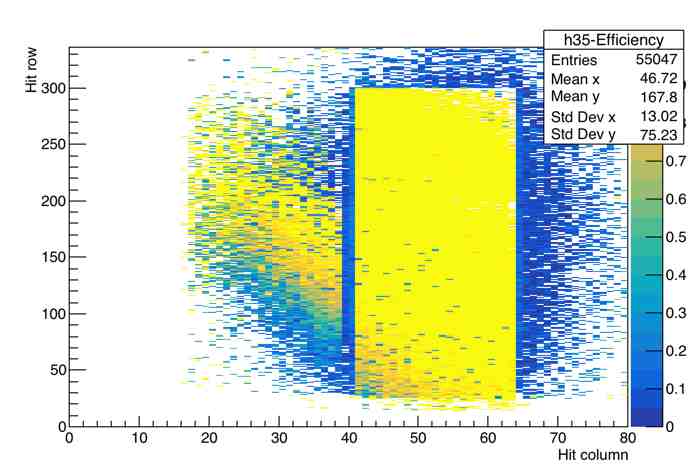 h35-Efficiency
Entries 55047
Mean x 46.72
Mean y 167.8
Std Dev x 13.02
Std Dev y 75.23
Hit row
300
250
200
150
100
50
0
0 10 20 30 40 50 60 70 80
Hit column
0.7
0.6
0.5
0.4
0.3
0.2
0.1
0